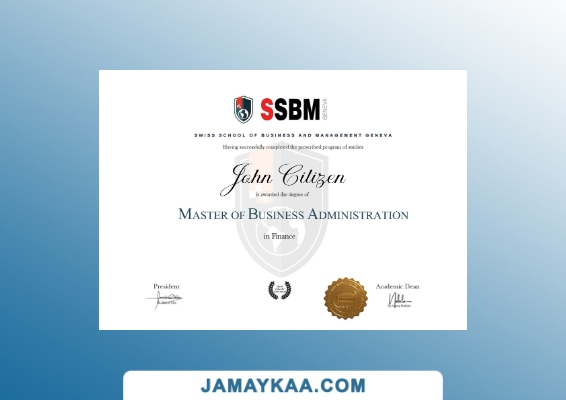 SSBM
GENEVA
SWISS SCHOOL OF BUSINESS AND MANAGEMENT GENEVA
Having successfully completed the prescribed program of studies
John Citizen
is awarded the degree of
MASTER OF BUSINESS ADMINISTRATION
in Finance
President
Academic Dean
JAMAYKAA.COM